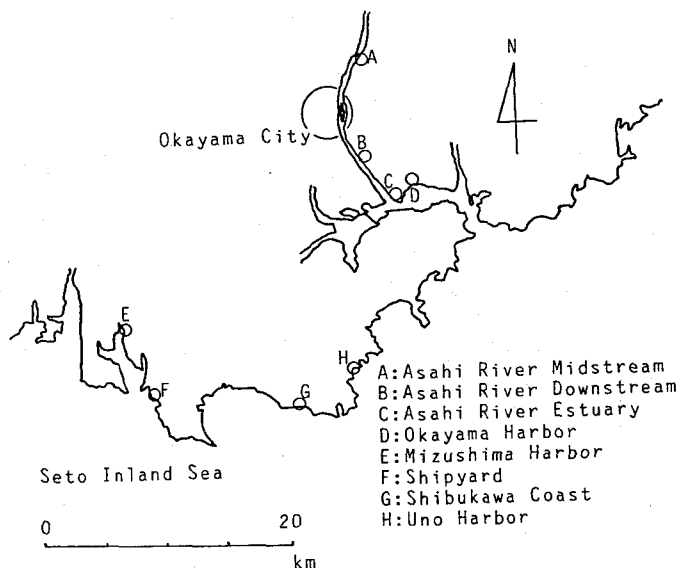 N
A
Okayama City
B
C
D
E
F
G
H
A:Asahi River Midstream
B:Asahi River Downstream
C:Asahi River Estuary
D:Okayama Harbor
E:Mizushima Harbor
F:Shipyard
G:Shibukawa Coast
H:Uno Harbor
Seto Inland Sea
0 20
km